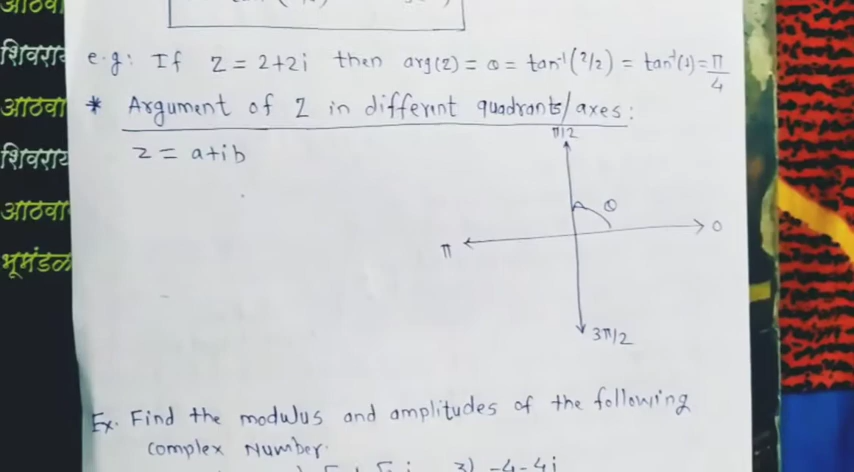 आठवा
शिवराय
आठवा
शिवराय
आठवा
भूमंडळ
e.g: If Z = 2+2i then arg(z) = θ = tan⁻¹(2/2) = tan⁻¹(1) = π/4
* Argument of Z in different quadrants/axes:
z = a+ib
π/2
θ
π
0
3π/2
Ex. Find the modulus and amplitudes of the following
complex Number.
3) -4-4i